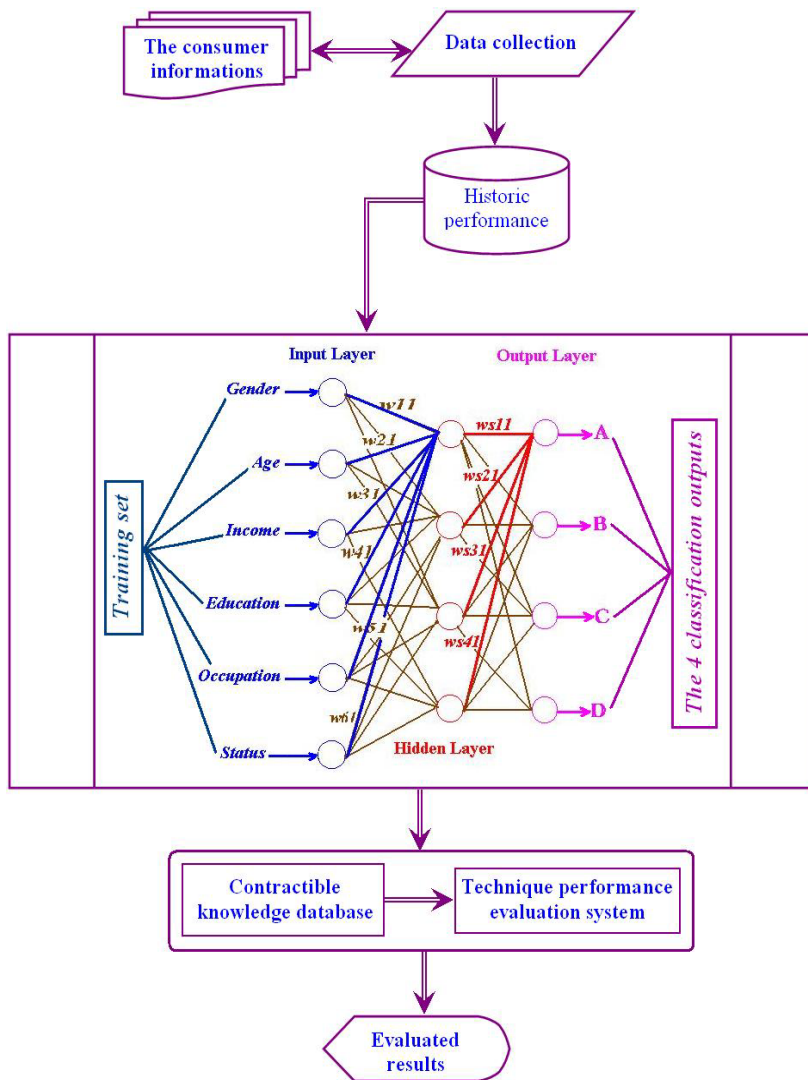 The consumer
informations
Data collection
Historic
performance
Input Layer
Output Layer
Gender
Age
Income
Education
Occupation
Status
Training set
w11
w21
w31
w41
w51
w61
ws11
ws21
ws31
ws41
Hidden Layer
A
B
C
D
The 4 classification outputs
Contractible
knowledge database
Technique performance
evaluation system
Evaluated
results